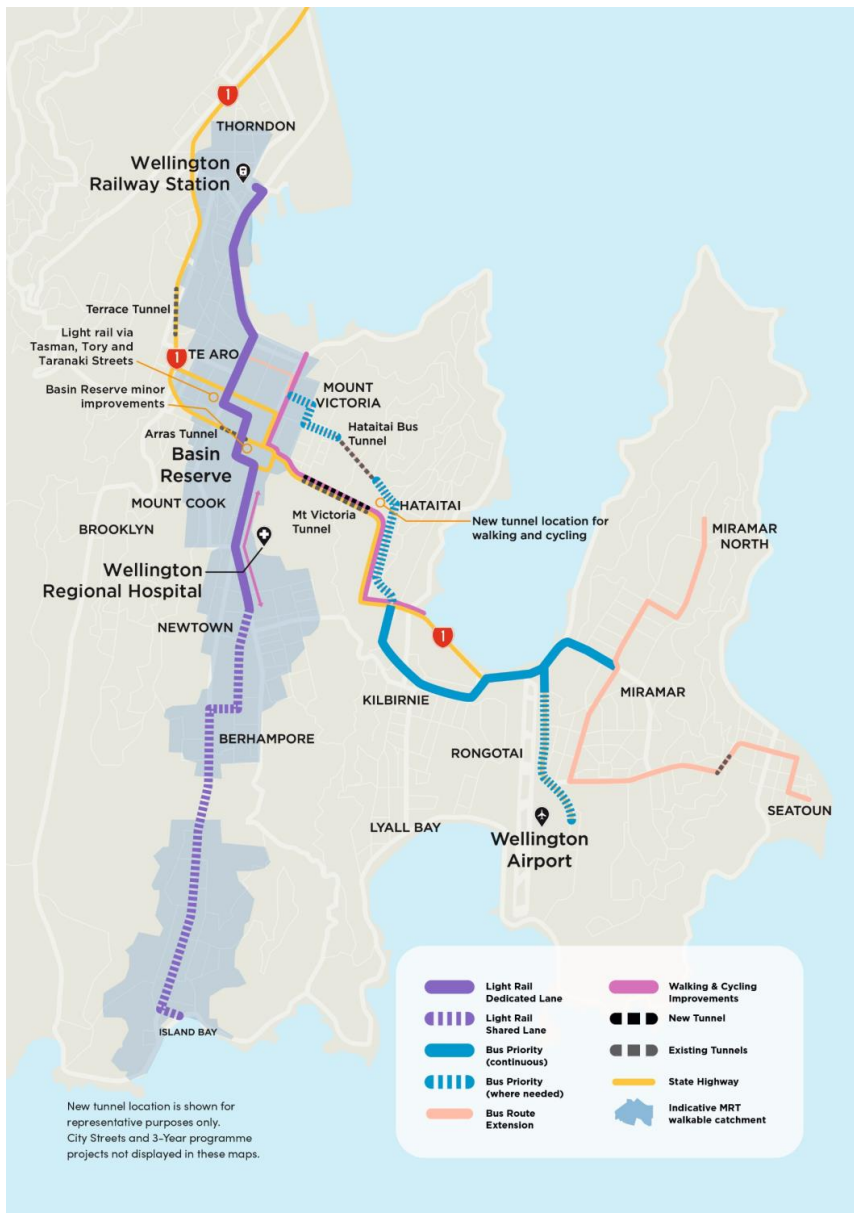 1
THORNDON
Wellington
Railway Station
Terrace Tunnel
Light rail via
Tasman, Tory and
Taranaki Streets
1
TE ARO
Basin Reserve minor
improvements
MOUNT
VICTORIA
Arras Tunnel
Hataitai Bus
Tunnel
Basin
Reserve
MOUNT COOK
Mt Victoria
Tunnel
HATAITAI
New tunnel location for
walking and cycling
BROOKLYN
MIRAMAR
NORTH
Wellington
Regional Hospital
NEWTOWN
1
KILBIRNIE
MIRAMAR
BERHAMPORE
RONGOTAI
SEATOUN
LYALL BAY
Wellington
Airport
ISLAND BAY
Light Rail
Dedicated Lane
Light Rail
Shared Lane
Bus Priority
(continuous)
Bus Priority
(where needed)
Bus Route
Extension
Walking & Cycling
Improvements
New Tunnel
Existing Tunnels
State Highway
Indicative MRT
walkable catchment
New tunnel location is shown for
representative purposes only.
City Streets and 3-Year programme
projects not displayed in these maps.